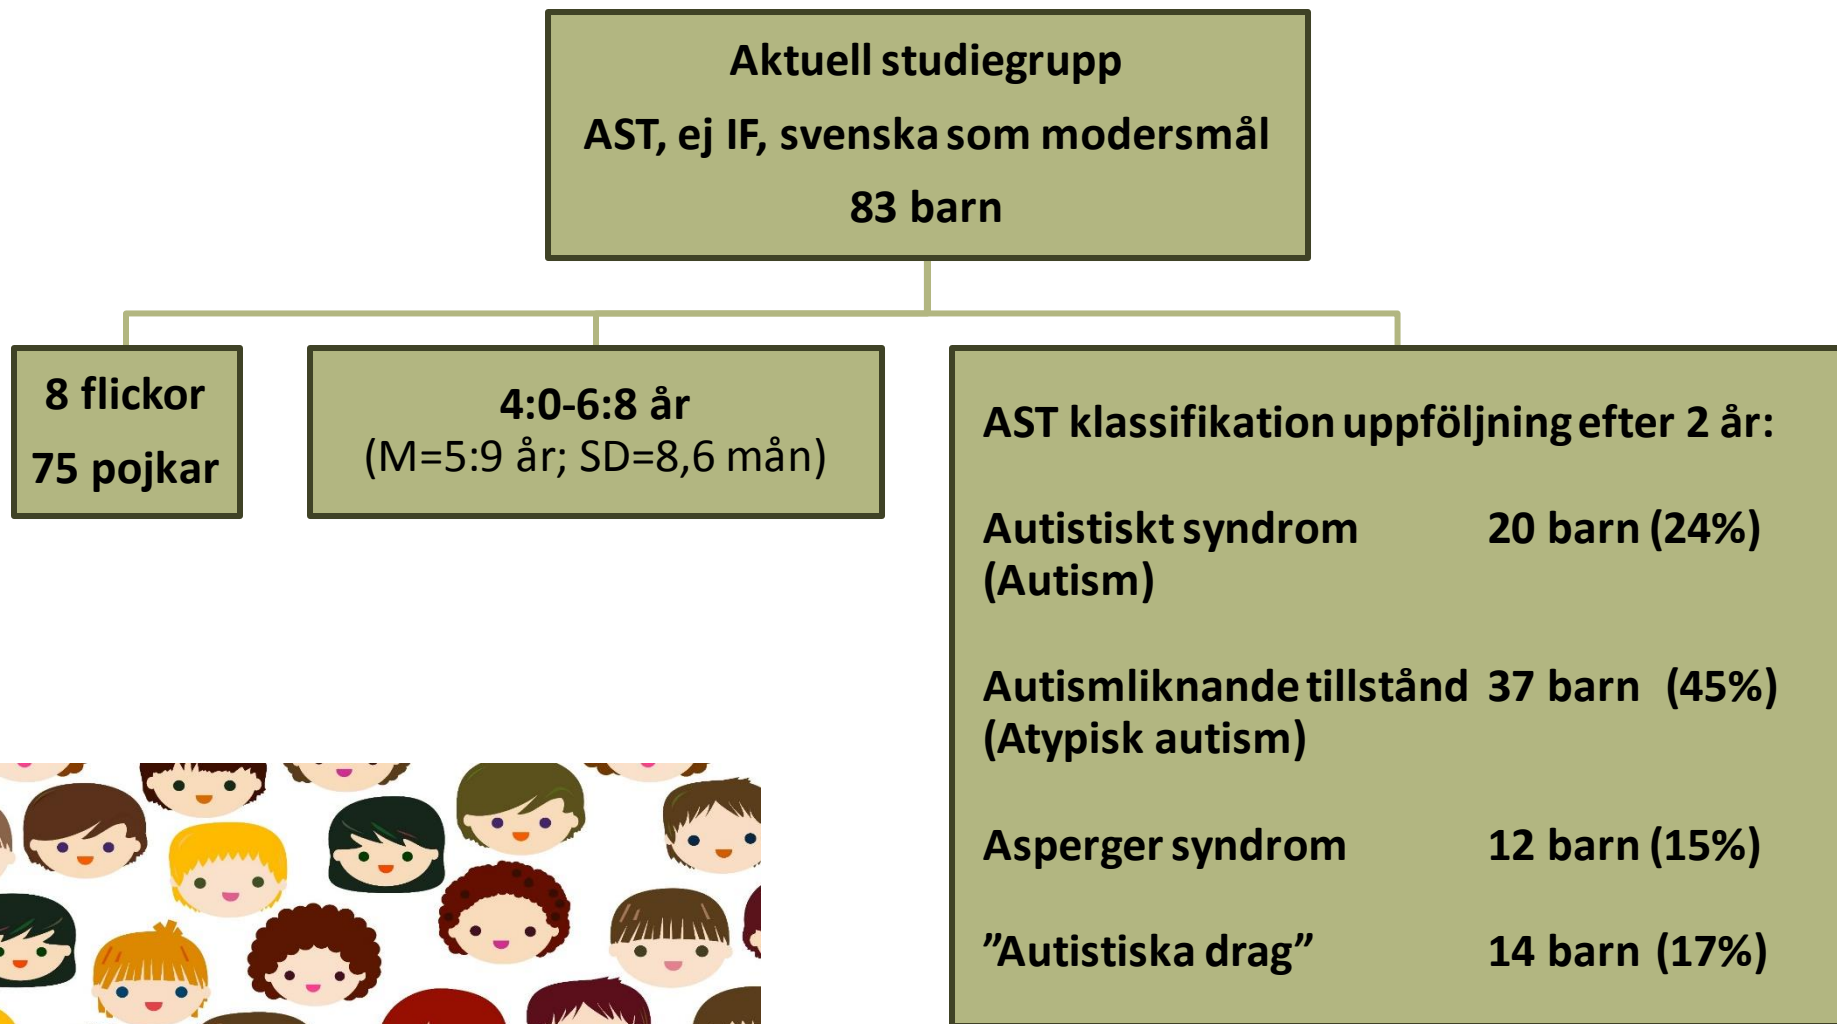 Aktuell studiegrupp
AST, ej IF, svenska som modersmål
83 barn
8 flickor
75 pojkar
4:0-6:8 år
(M=5:9 år; SD=8,6 mån)
AST klassifikation uppföljning efter 2 år:
Autistiskt syndrom 20 barn (24%)
(Autism)
Autismliknande tillstånd 37 barn (45%)
(Atypisk autism)
Asperger syndrom 12 barn (15%)
”Autistiska drag” 14 barn (17%)